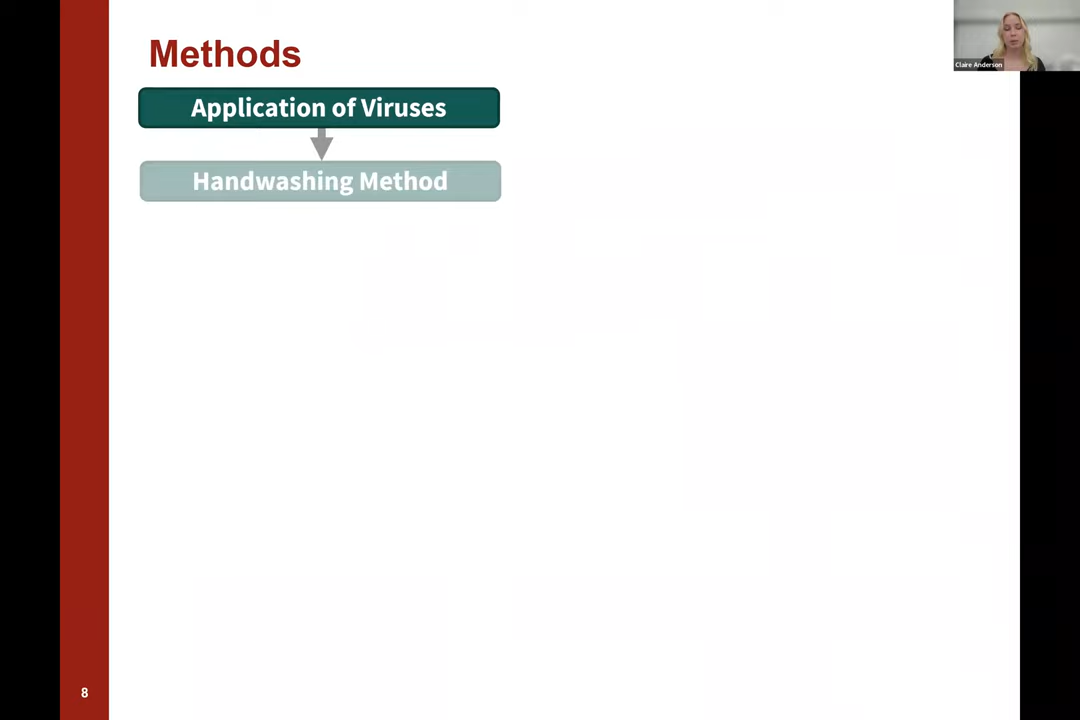 Methods
Claire Anderson
Application of Viruses
Handwashing Method
8